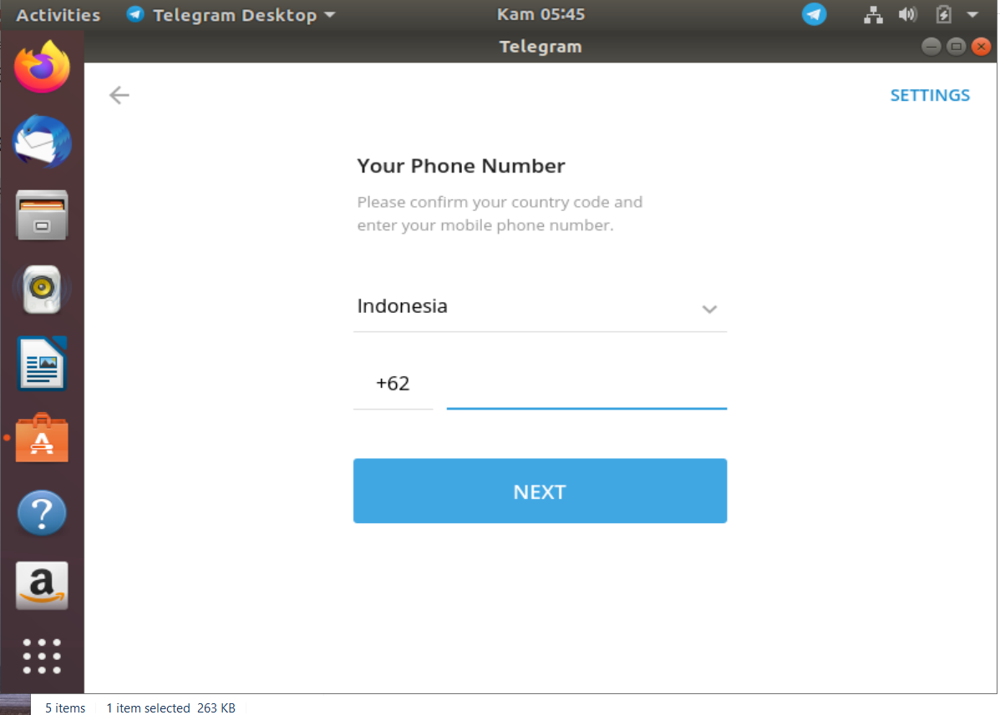 Activities Telegram Desktop Kam 05:45
Telegram
SETTINGS
Your Phone Number
Please confirm your country code and
enter your mobile phone number.
Indonesia
+62
NEXT
5 items 1 item selected 263 KB